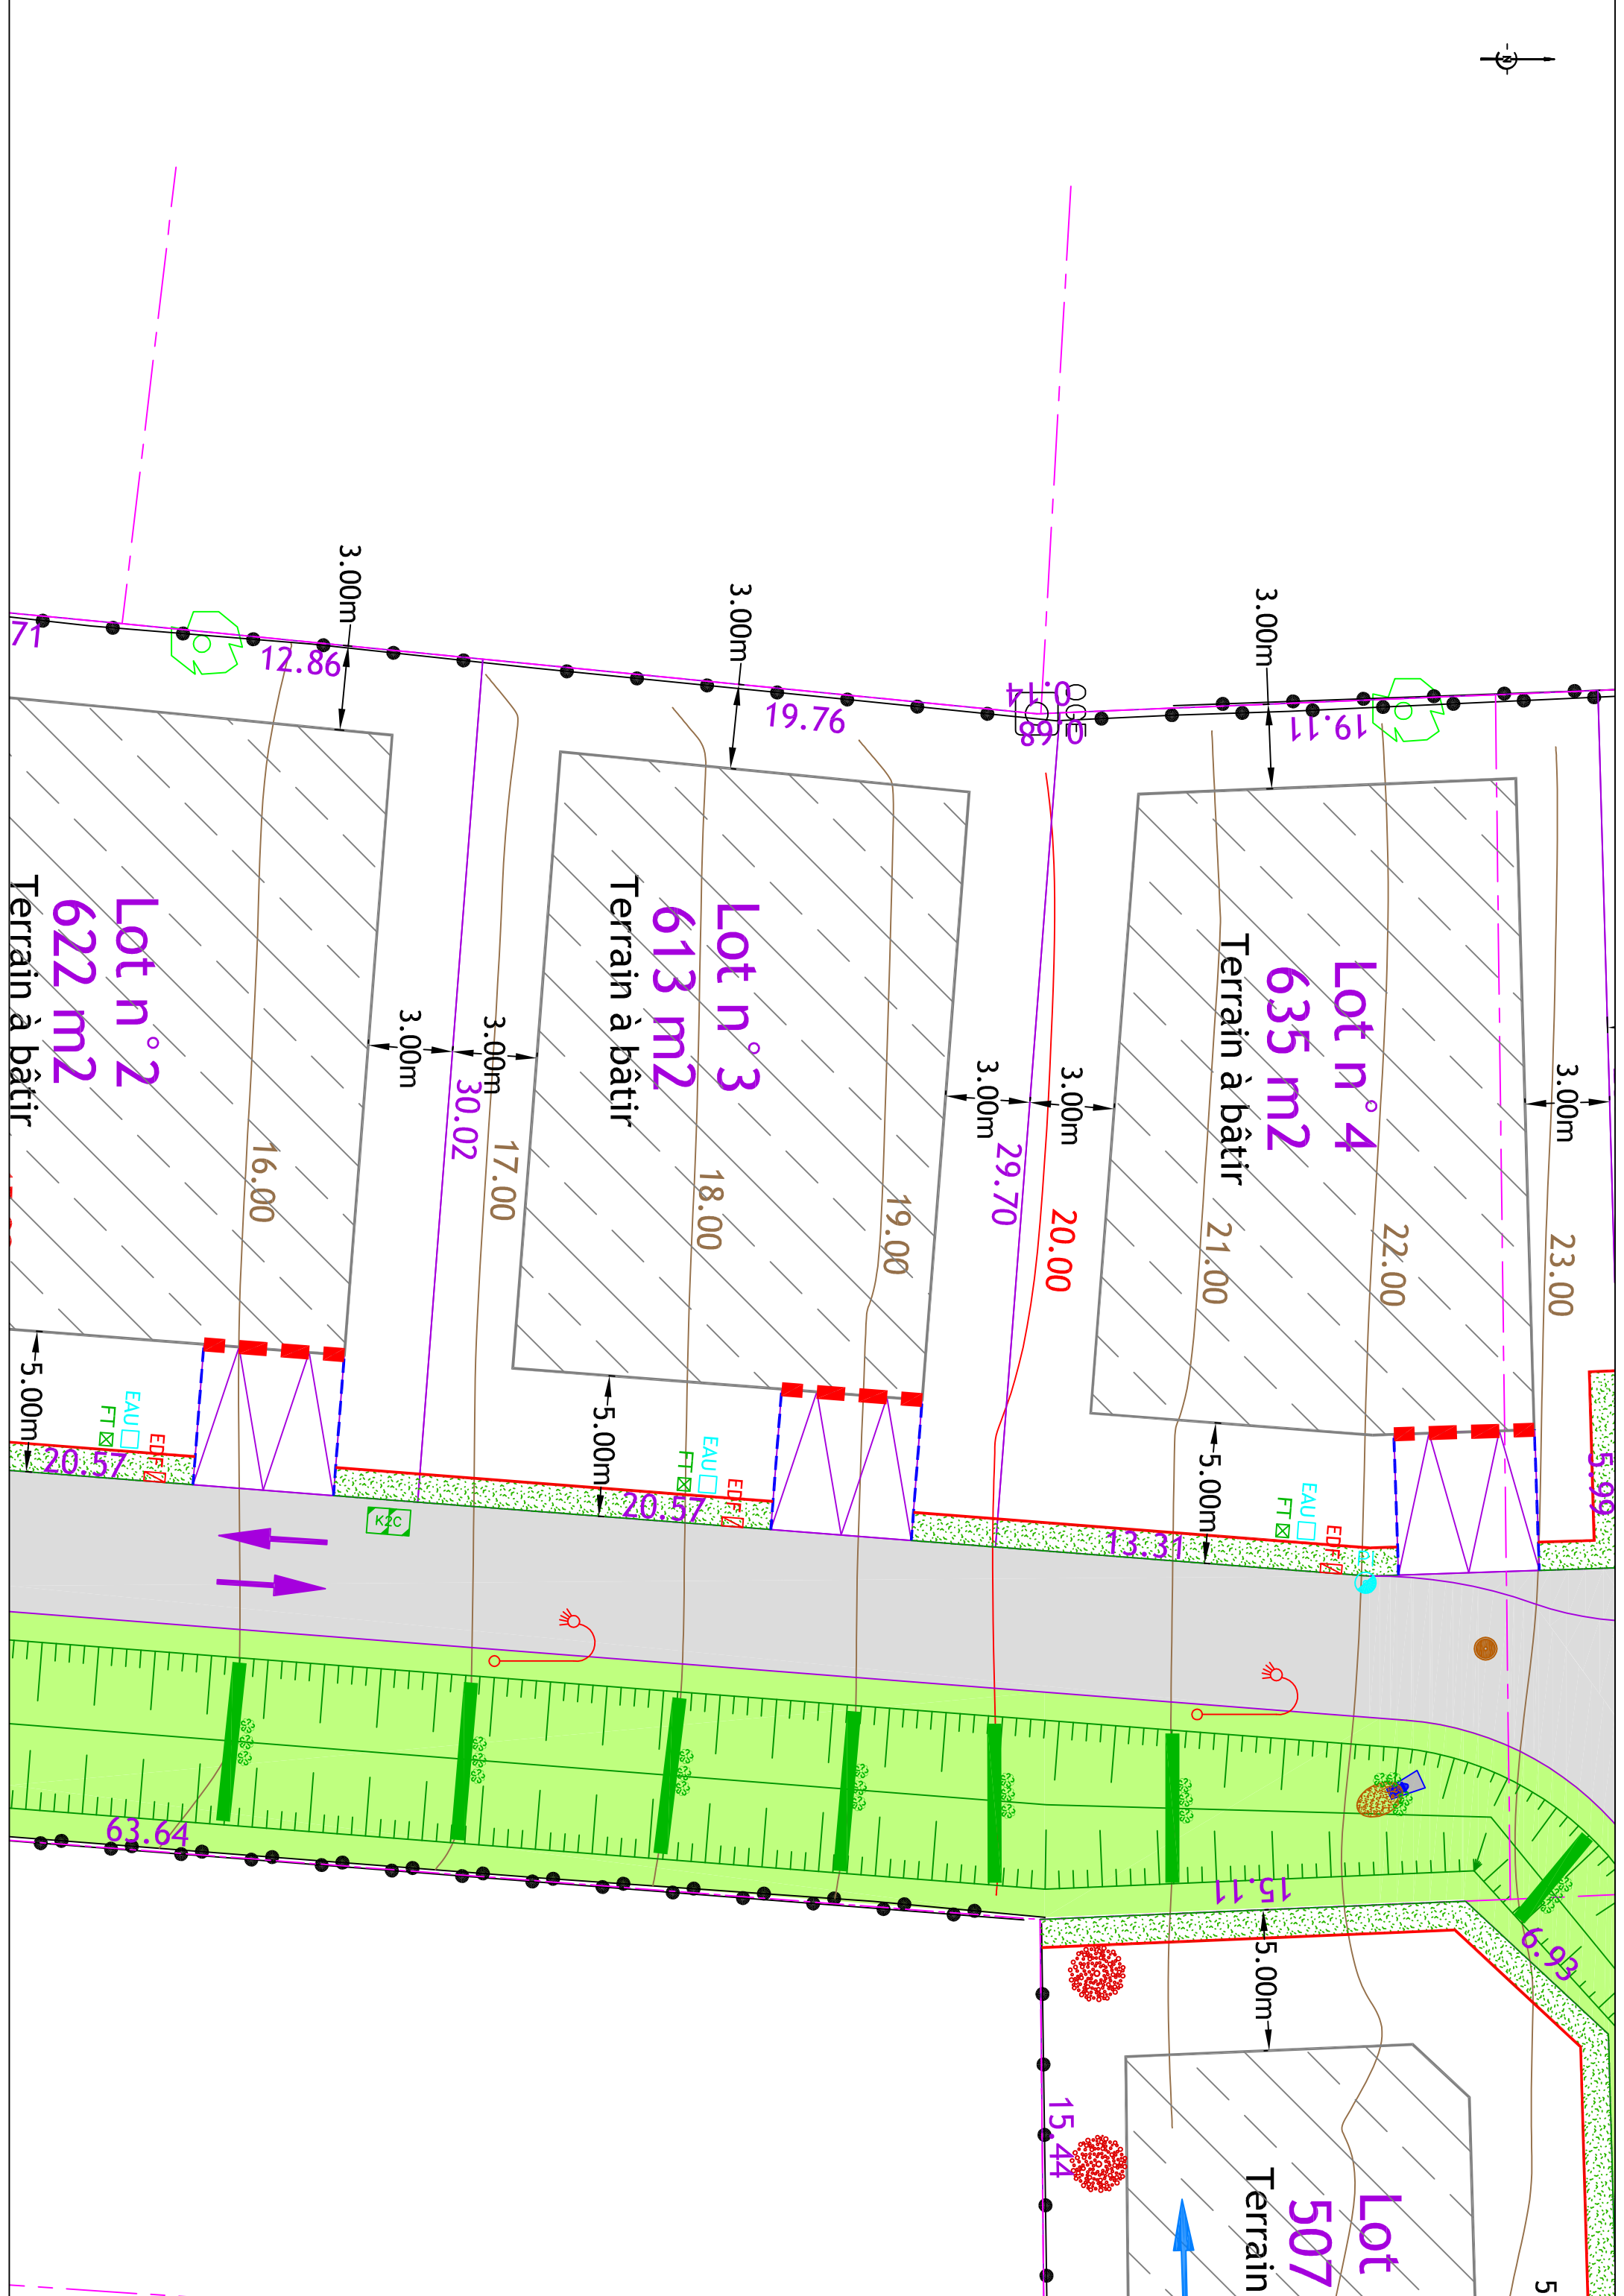 N
3.00m
3.00m
3.00m
71
12.86
19.76
0.14
0.68
OGE
19.11
Lot n°2
622 m2
Terrain à bâtir
Lot n°3
613 m2
Terrain à bâtir
Lot n°4
635 m2
Terrain à bâtir
3.00m
3.00m
3.00m
3.00m
3.00m
30.02
29.70
16.00
17.00
18.00
19.00
20.00
21.00
22.00
23.00
5.00m
5.00m
5.00m
EAU
FT
EDF
EAU
FT
EDF
EAU
FT
EDF
PI
20.57
20.57
13.31
5.99
K2C
63.64
15.11
6.93
5.00m
15.44
Lot
507
Terrain
5